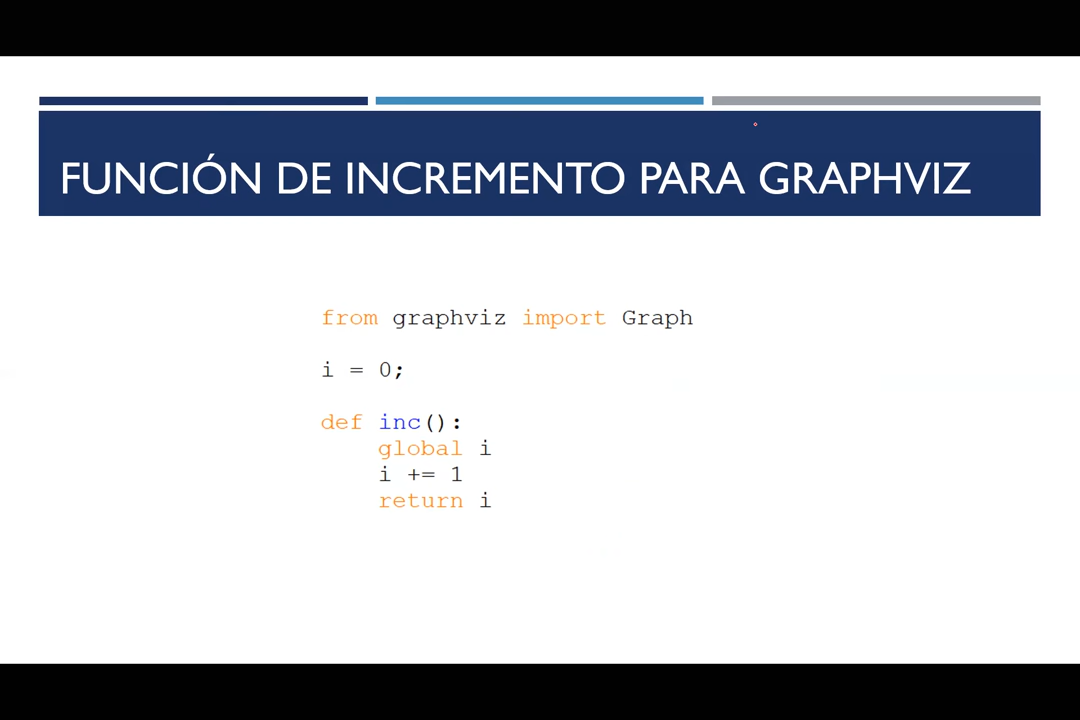 FUNCIÓN DE INCREMENTO PARA GRAPHVIZ
from graphviz import Graph
i = 0;
def inc():
    global i
    i += 1
    return i